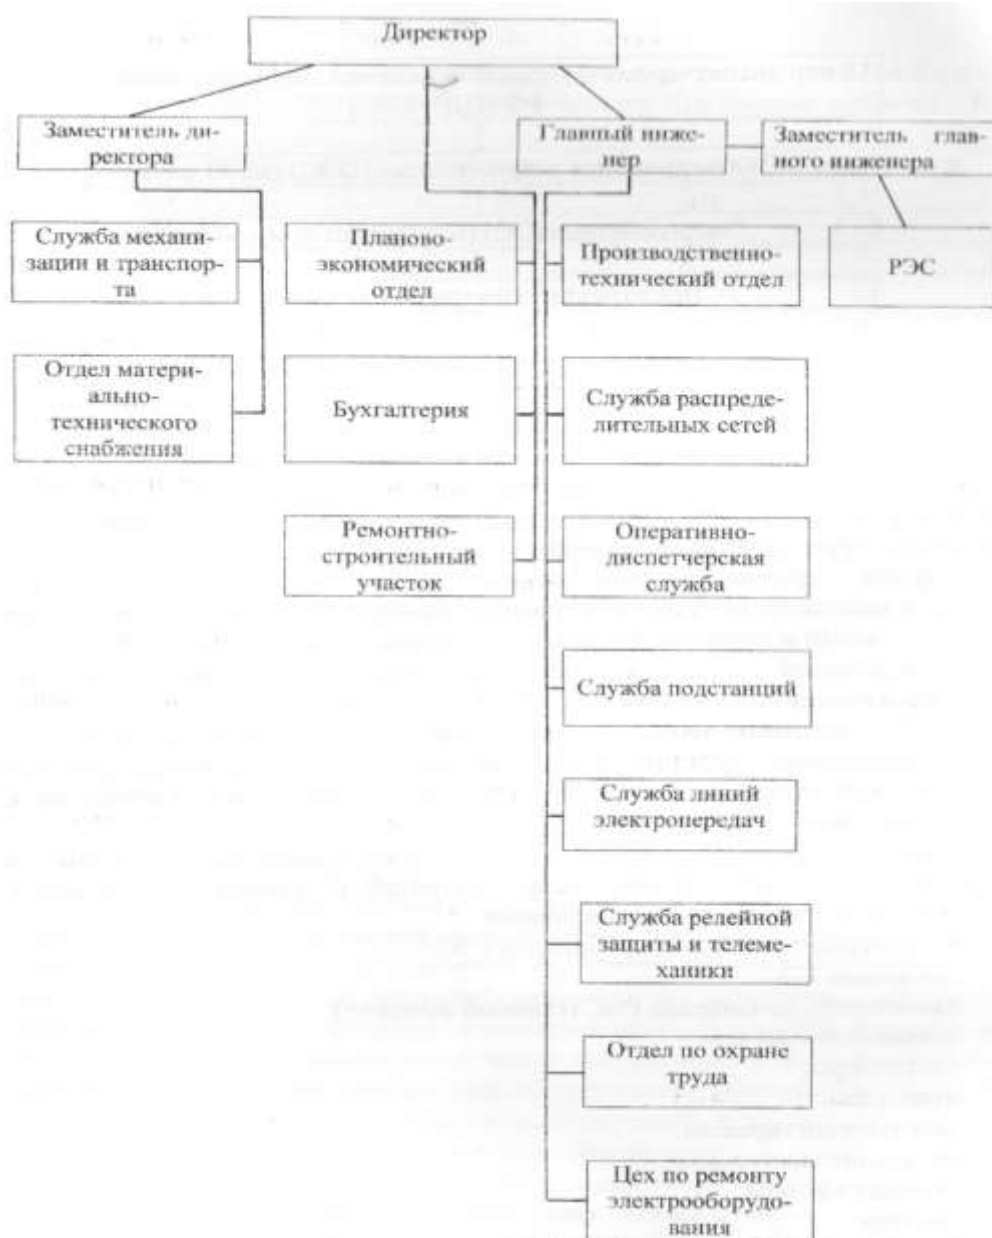 Директор
Заместитель ди-
ректора
Главный инже-
нер
Заместитель глав-
ного инженера
Служба механи-
зации и транспор-
та
Планово-
экономический
отдел
Производственно-
технический отдел
РЭС
Отдел матери-
ально-
технического
снабжения
Бухгалтерия
Служба распреде-
лительных сетей
Ремонтно-
строительный
участок
Оперативно-
диспетчерская
служба
Служба подстанций
Служба линий
электропередач
Служба релейной
защиты и телеме-
ханики
Отдел по охране
труда
Цех по ремонту
электрооборудо-
вания